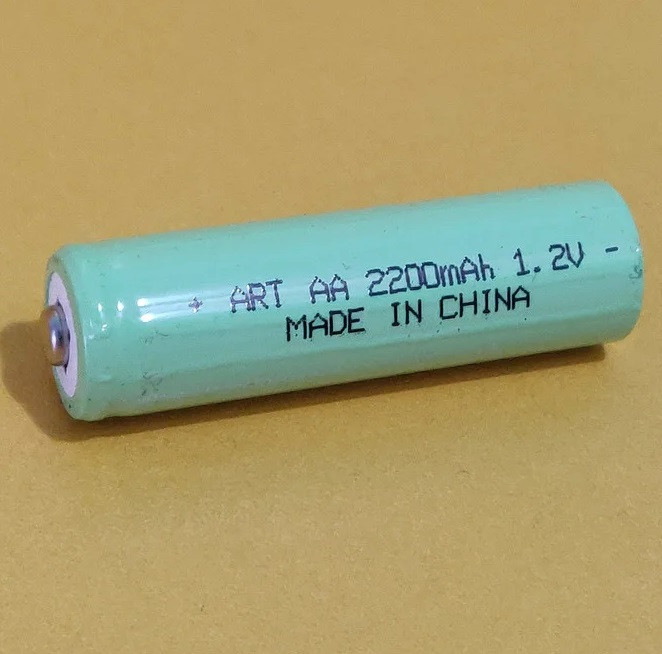 + ART AA 2200mAh 1.2V -
MADE IN CHINA